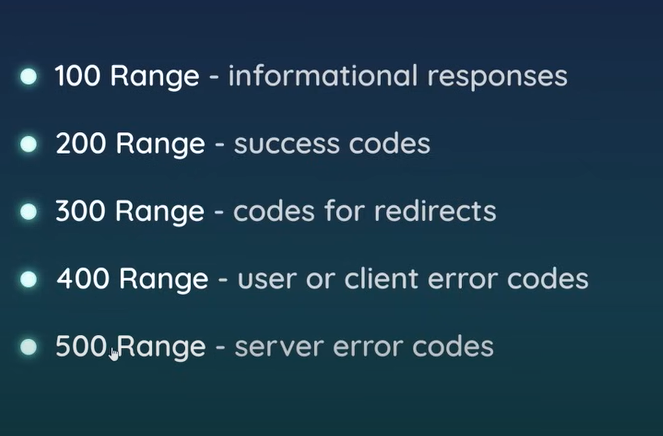 100 Range - informational responses
200 Range - success codes
300 Range - codes for redirects
400 Range - user or client error codes
500 Range - server error codes